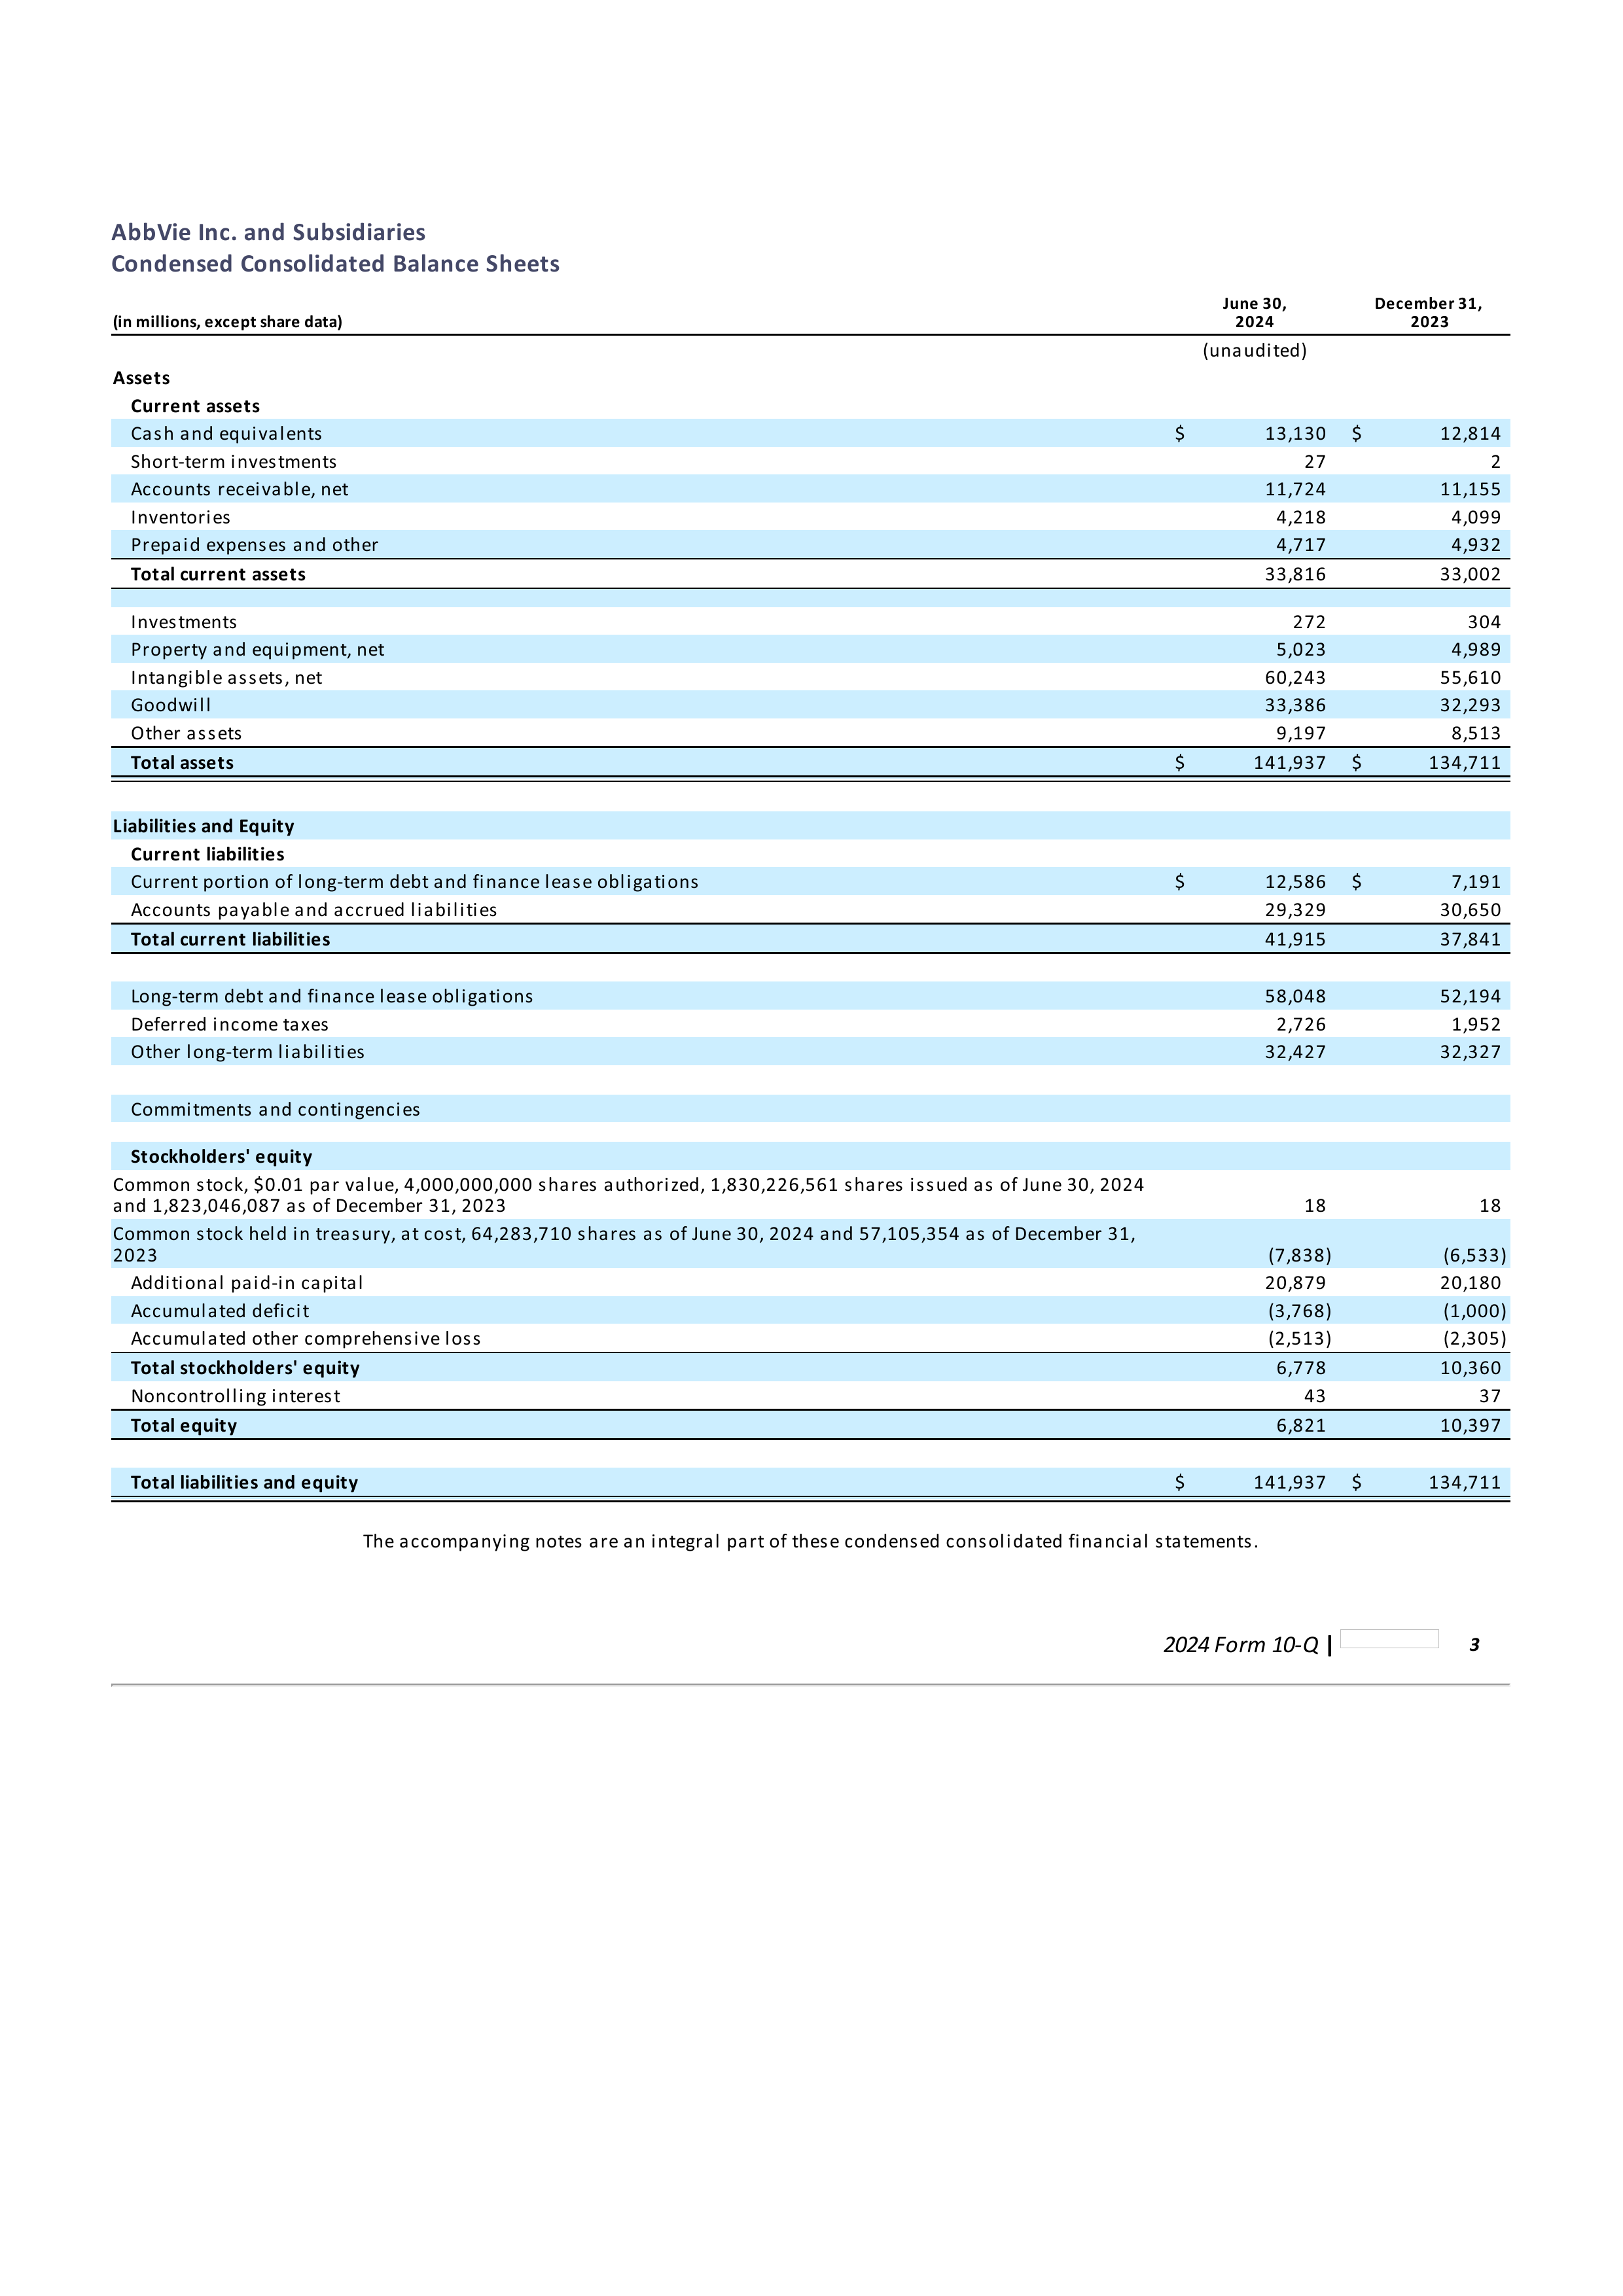 AbbVie Inc. and Subsidiaries
Condensed Consolidated Balance Sheets
(in millions, except share data) June 30, 2024 December 31, 2023
(unaudited)
Assets
Current assets
Cash and equivalents $ 13,130 $ 12,814
Short-term investments 27 2
Accounts receivable, net 11,724 11,155
Inventories 4,218 4,099
Prepaid expenses and other 4,717 4,932
Total current assets 33,816 33,002
Investments 272 304
Property and equipment, net 5,023 4,989
Intangible assets, net 60,243 55,610
Goodwill 33,386 32,293
Other assets 9,197 8,513
Total assets $ 141,937 $ 134,711
Liabilities and Equity
Current liabilities
Current portion of long-term debt and finance lease obligations $ 12,586 $ 7,191
Accounts payable and accrued liabilities 29,329 30,650
Total current liabilities 41,915 37,841
Long-term debt and finance lease obligations 58,048 52,194
Deferred income taxes 2,726 1,952
Other long-term liabilities 32,427 32,327
Commitments and contingencies
Stockholders' equity
Common stock, $0.01 par value, 4,000,000,000 shares authorized, 1,830,226,561 shares issued as of June 30, 2024
and 1,823,046,087 as of December 31, 2023 18 18
Common stock held in treasury, at cost, 64,283,710 shares as of June 30, 2024 and 57,105,354 as of December 31,
2023 (7,838) (6,533)
Additional paid-in capital 20,879 20,180
Accumulated deficit (3,768) (1,000)
Accumulated other comprehensive loss (2,513) (2,305)
Total stockholders' equity 6,778 10,360
Noncontrolling interest 43 37
Total equity 6,821 10,397
Total liabilities and equity $ 141,937 $ 134,711
The accompanying notes are an integral part of these condensed consolidated financial statements.
2024 Form 10-Q | 3